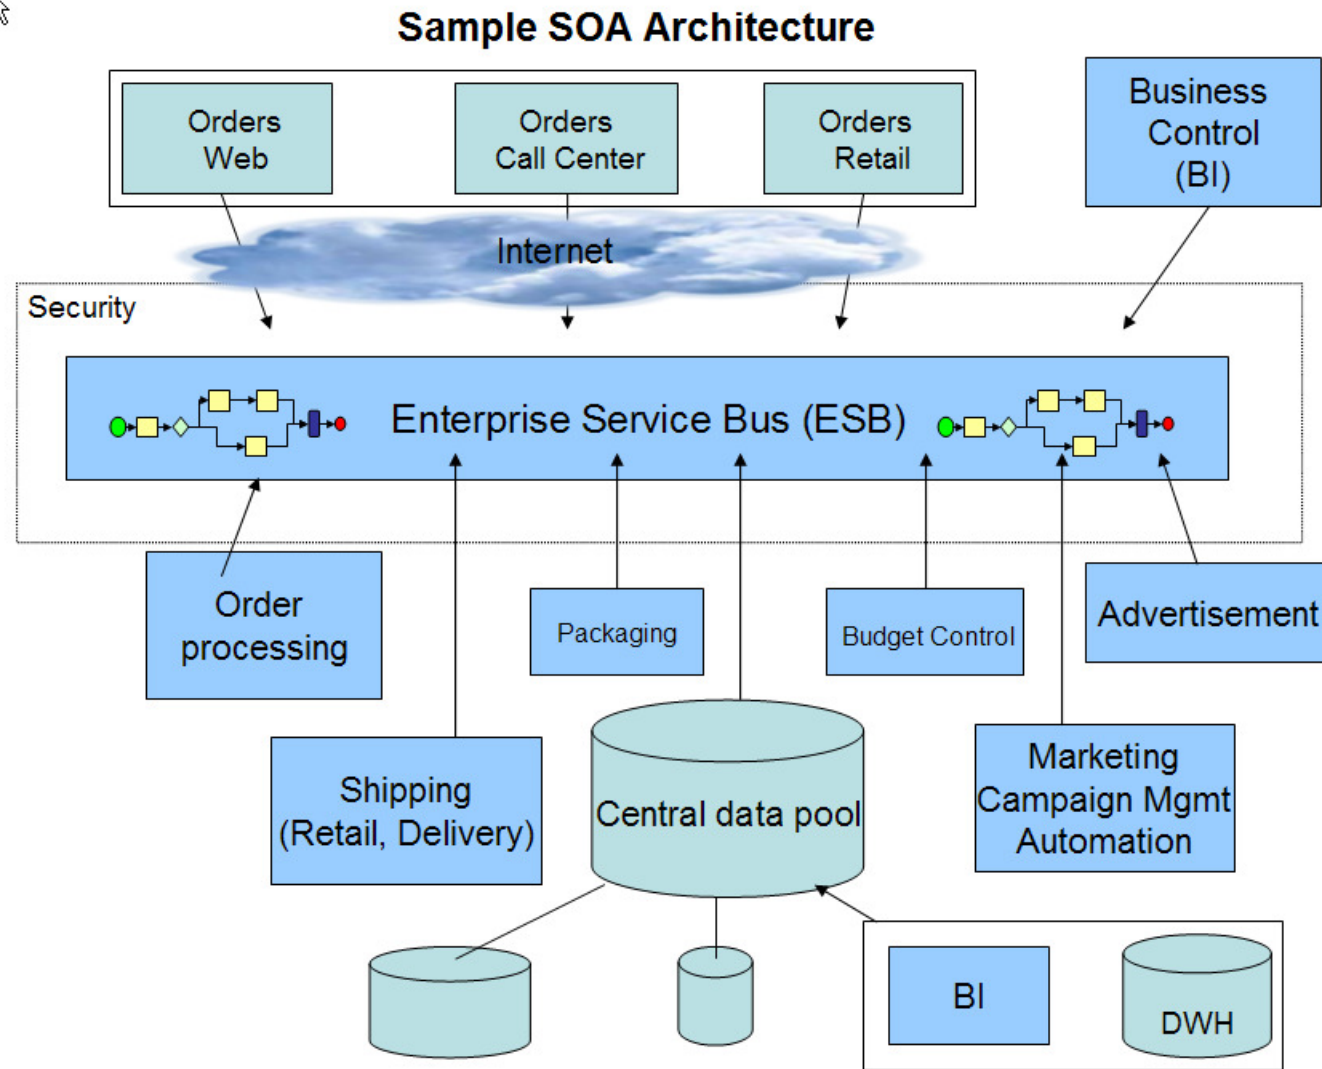 Sample SOA Architecture
Orders
Web
Orders
Call Center
Orders
Retail
Business
Control
(BI)
Internet
Security
Enterprise Service Bus (ESB)
Order
processing
Packaging
Budget Control
Advertisement
Shipping
(Retail, Delivery)
Central data pool
Marketing
Campaign Mgmt
Automation
BI
DWH